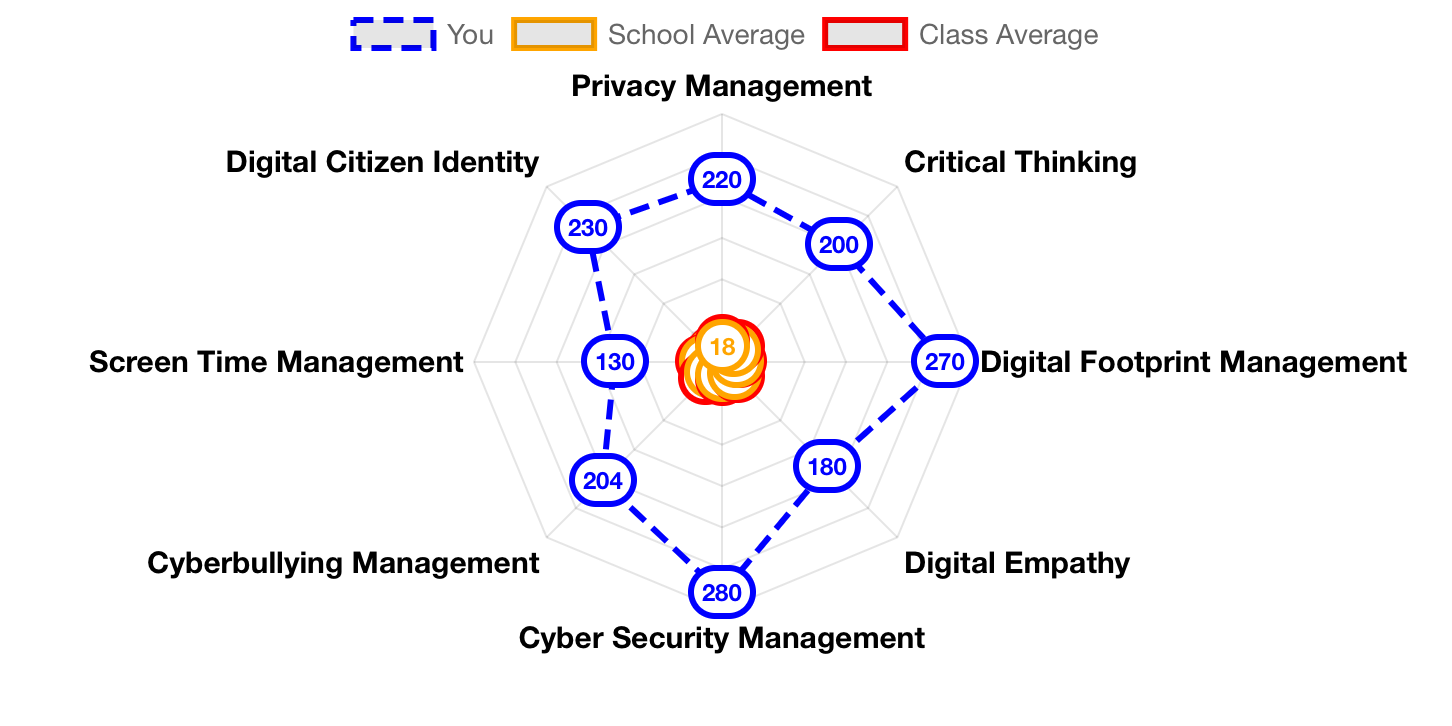 You School Average Class Average
Privacy Management
Digital Citizen Identity Critical Thinking
220
230
200
18
Screen Time Management 130 270 Digital Footprint Management
180
204
Cyberbullying Management Digital Empathy
280
Cyber Security Management